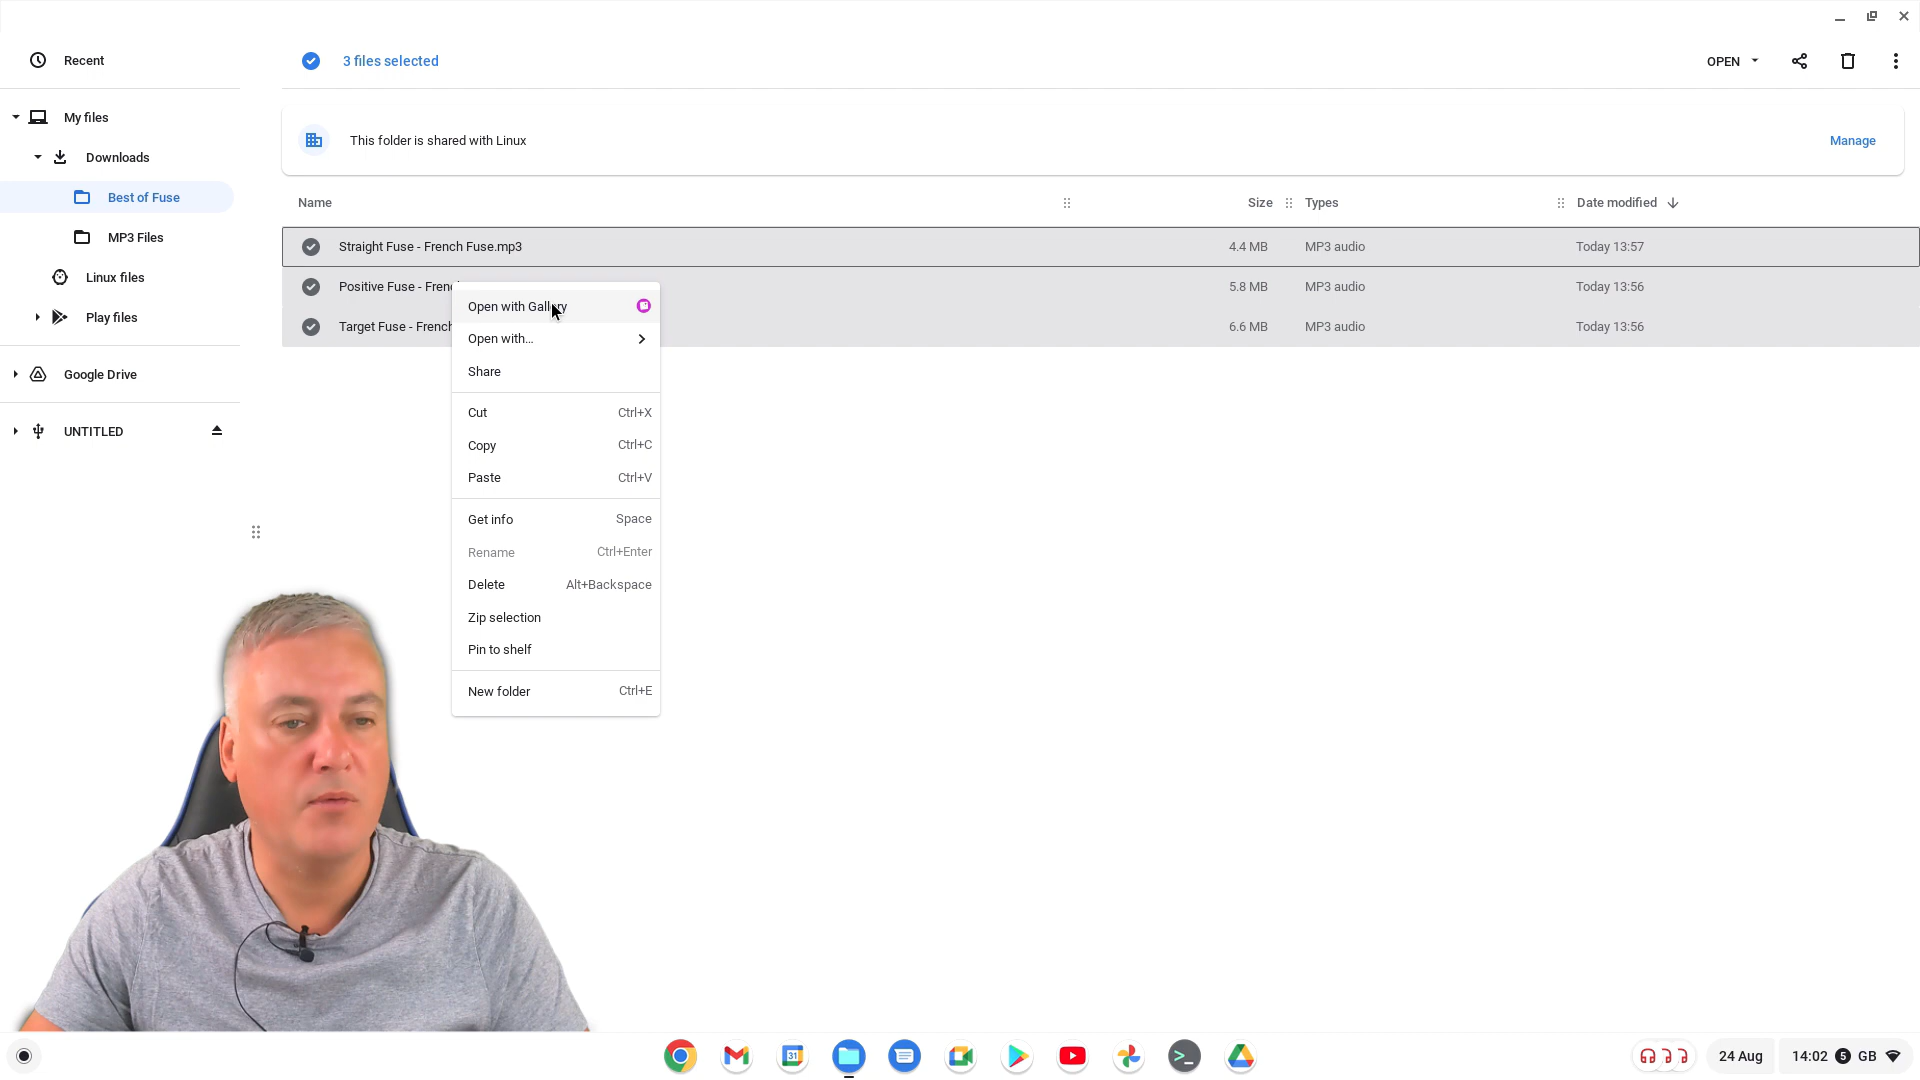 Recent
3 files selected
OPEN
My files
This folder is shared with Linux
Manage
Downloads
Best of Fuse
Name
Size
Types
Date modified
MP3 Files
Straight Fuse - French Fuse.mp3
4.4 MB
MP3 audio
Today 13:57
Linux files
Positive Fuse - Frenc
5.8 MB
MP3 audio
Today 13:56
Play files
Target Fuse - French
6.6 MB
MP3 audio
Today 13:56
Google Drive
UNTITLED
Open with Gallery
Open with...
Share
Cut Ctrl+X
Copy Ctrl+C
Paste Ctrl+V
Get info Space
Rename Ctrl+Enter
Delete Alt+Backspace
Zip selection
Pin to shelf
New folder Ctrl+E
31
24 Aug
14:02
5
GB